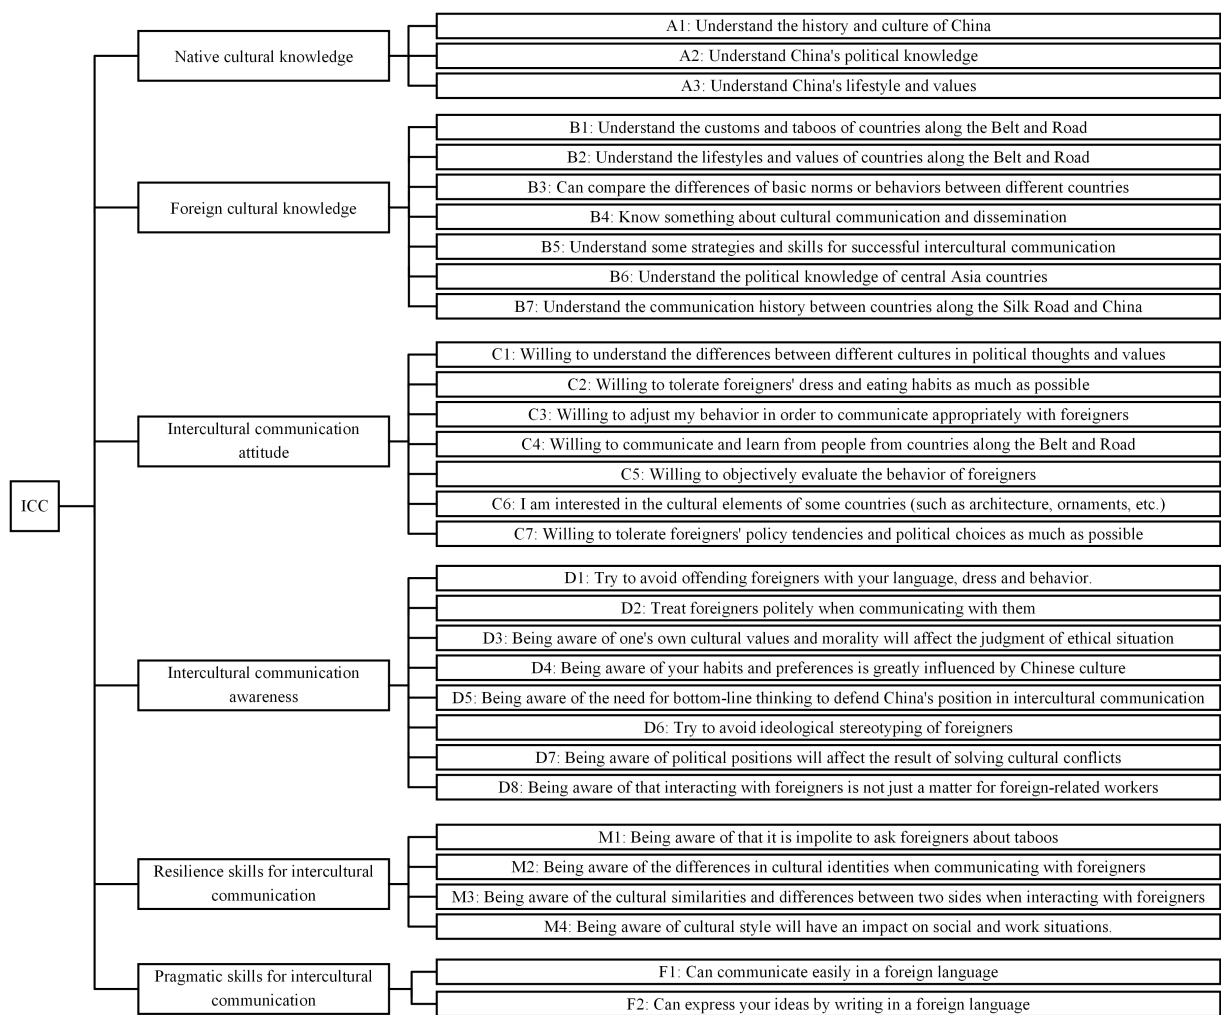 ICC
Native cultural knowledge
A1: Understand the history and culture of China
A2: Understand China's political knowledge
A3: Understand China's lifestyle and values
Foreign cultural knowledge
B1: Understand the customs and taboos of countries along the Belt and Road
B2: Understand the lifestyles and values of countries along the Belt and Road
B3: Can compare the differences of basic norms or behaviors between different countries
B4: Know something about cultural communication and dissemination
B5: Understand some strategies and skills for successful intercultural communication
B6: Understand the political knowledge of central Asia countries
B7: Understand the communication history between countries along the Silk Road and China
Intercultural communication
attitude
C1: Willing to understand the differences between different cultures in political thoughts and values
C2: Willing to tolerate foreigners' dress and eating habits as much as possible
C3: Willing to adjust my behavior in order to communicate appropriately with foreigners
C4: Willing to communicate and learn from people from countries along the Belt and Road
C5: Willing to objectively evaluate the behavior of foreigners
C6: I am interested in the cultural elements of some countries (such as architecture, ornaments, etc.)
C7: Willing to tolerate foreigners' policy tendencies and political choices as much as possible
Intercultural communication
awareness
D1: Try to avoid offending foreigners with your language, dress and behavior.
D2: Treat foreigners politely when communicating with them
D3: Being aware of one's own cultural values and morality will affect the judgment of ethical situation
D4: Being aware of your habits and preferences is greatly influenced by Chinese culture
D5: Being aware of the need for bottom-line thinking to defend China's position in intercultural communication
D6: Try to avoid ideological stereotyping of foreigners
D7: Being aware of political positions will affect the result of solving cultural conflicts
D8: Being aware of that interacting with foreigners is not just a matter for foreign-related workers
Resilience skills for intercultural
communication
M1: Being aware of that it is impolite to ask foreigners about taboos
M2: Being aware of the differences in cultural identities when communicating with foreigners
M3: Being aware of the cultural similarities and differences between two sides when interacting with foreigners
M4: Being aware of cultural style will have an impact on social and work situations.
Pragmatic skills for intercultural
communication
F1: Can communicate easily in a foreign language
F2: Can express your ideas by writing in a foreign language